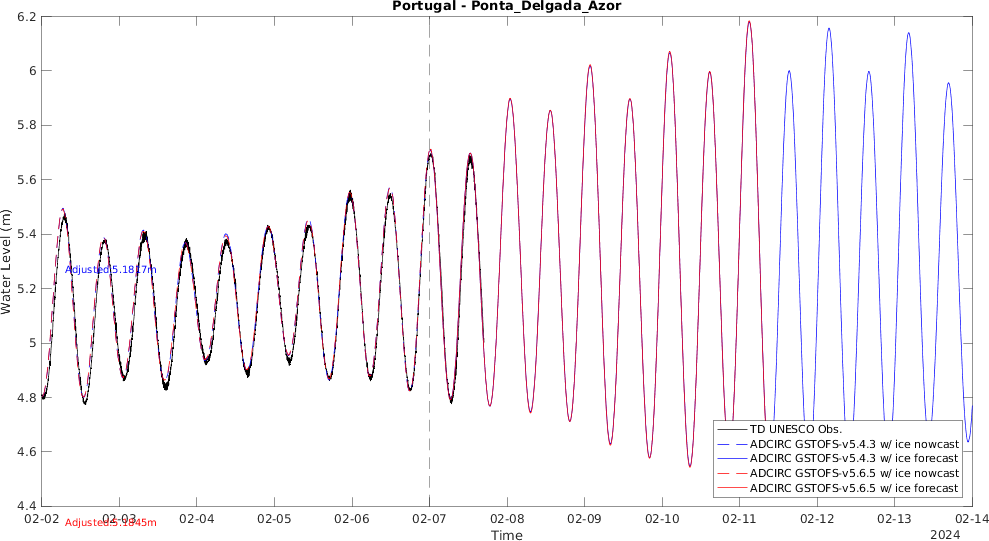 Portugal - Ponta_Delgada_Azor
6.2
6
5.8
5.6
5.4
5.2
5
4.8
4.6
4.4
Water Level (m)
Adjusted:5.1817m
Adjusted:5.1845m
TD UNESCO Obs.
ADCIRC GSTOFS-v5.4.3 w/ ice nowcast
ADCIRC GSTOFS-v5.4.3 w/ ice forecast
ADCIRC GSTOFS-v5.6.5 w/ ice nowcast
ADCIRC GSTOFS-v5.6.5 w/ ice forecast
02-02 02-03 02-04 02-05 02-06 02-07 02-08 02-09 02-10 02-11 02-12 02-13 02-14
Time
2024